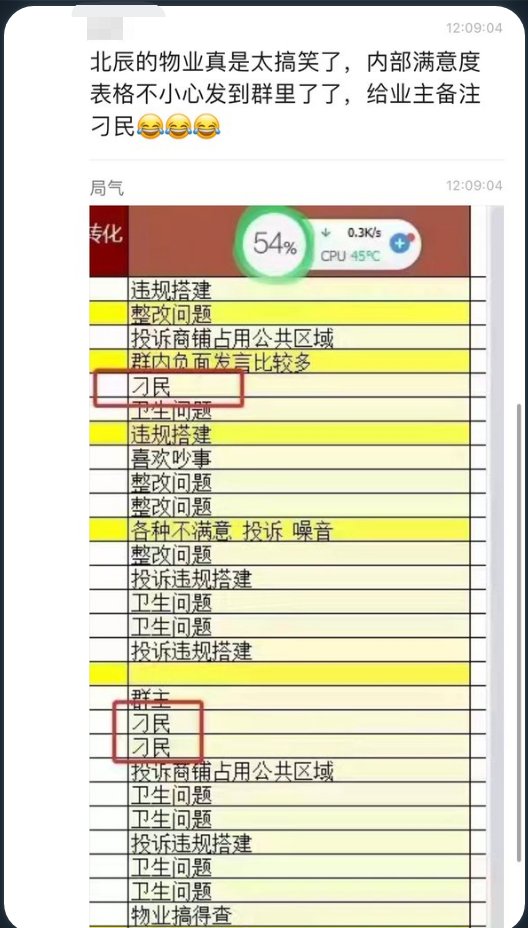 12:09:04
北辰的物业真是太搞笑了，内部满意度
表格不小心发到群里了了，给业主备注
刁民😂😂😂
局气
12:09:04
转化
54%
0.3K/s
CPU 45℃
违规搭建
整改问题
投诉商铺占用公共区域
群内负面发言比较多
刁民
卫生问题
违规搭建
喜欢吵事
整改问题
整改问题
各种不满意 投诉 噪音
整改问题
投诉违规搭建
卫生问题
卫生问题
投诉违规搭建
群主
刁民
刁民
投诉商铺占用公共区域
卫生问题
卫生问题
投诉违规搭建
卫生问题
卫生问题
物业搞得查